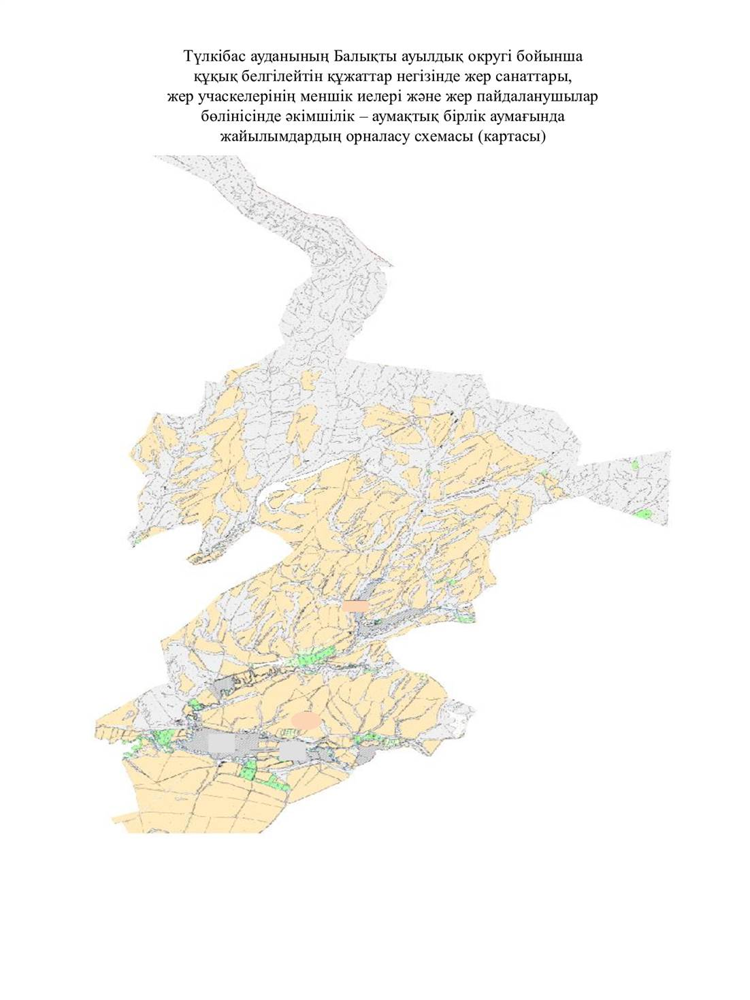 Түлкібас ауданының Балықты ауылдық округі бойынша
құқық белгілейтін құжаттар негізінде жер санаттары,
жер учаскелерінің меншік иелері және жер пайдаланушылар
бөлінісінде әкімшілік – аумақтық бірлік аумағында
жайылымдардың орналасу схемасы (картасы)